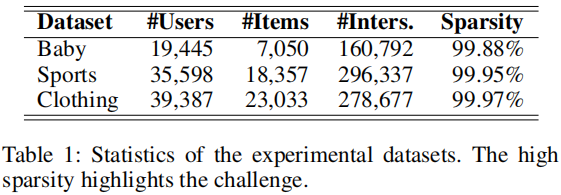 Dataset #Users #Items #Inters. Sparsity
Baby 19,445 7,050 160,792 99.88%
Sports 35,598 18,357 296,337 99.95%
Clothing 39,387 23,033 278,677 99.97%
Table 1: Statistics of the experimental datasets. The high
sparsity highlights the challenge.